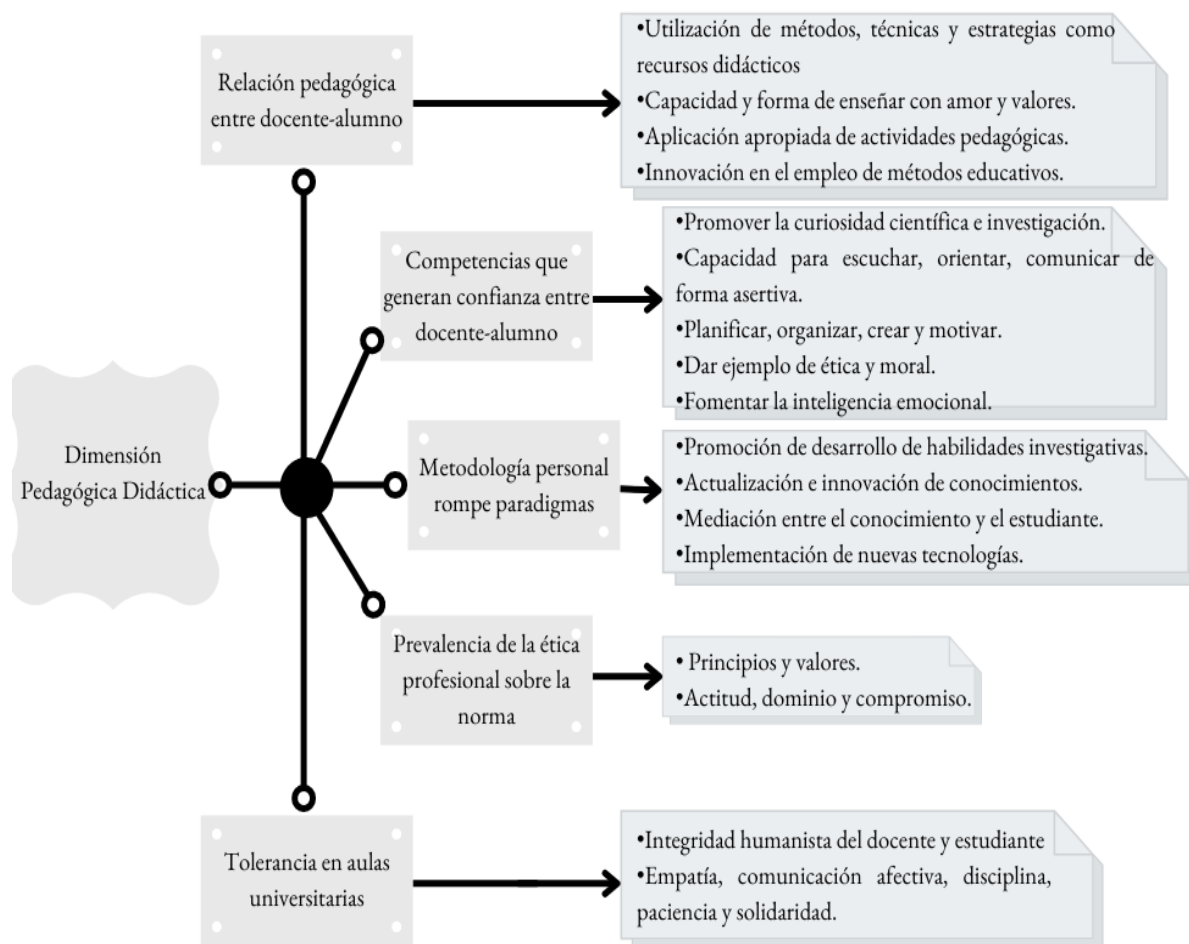 Relación pedagógica
entre docente-alumno
•Utilización de métodos, técnicas y estrategias como
recursos didácticos
•Capacidad y forma de enseñar con amor y valores.
•Aplicación apropiada de actividades pedagógicas.
•Innovación en el empleo de métodos educativos.
Competencias que
generan confianza entre
docente-alumno
•Promover la curiosidad científica e investigación.
•Capacidad para escuchar, orientar, comunicar de
forma asertiva.
•Planificar, organizar, crear y motivar.
•Dar ejemplo de ética y moral.
•Fomentar la inteligencia emocional.
Dimensión
Pedagógica Didáctica
Metodología personal
rompe paradigmas
•Promoción de desarrollo de habilidades investigativas.
•Actualización e innovación de conocimientos.
•Mediación entre el conocimiento y el estudiante.
•Implementación de nuevas tecnologías.
Prevalencia de la ética
profesional sobre la
norma
• Principios y valores.
•Actitud, dominio y compromiso.
Tolerancia en aulas
universitarias
•Integridad humanista del docente y estudiante
•Empatía, comunicación afectiva, disciplina,
paciencia y solidaridad.